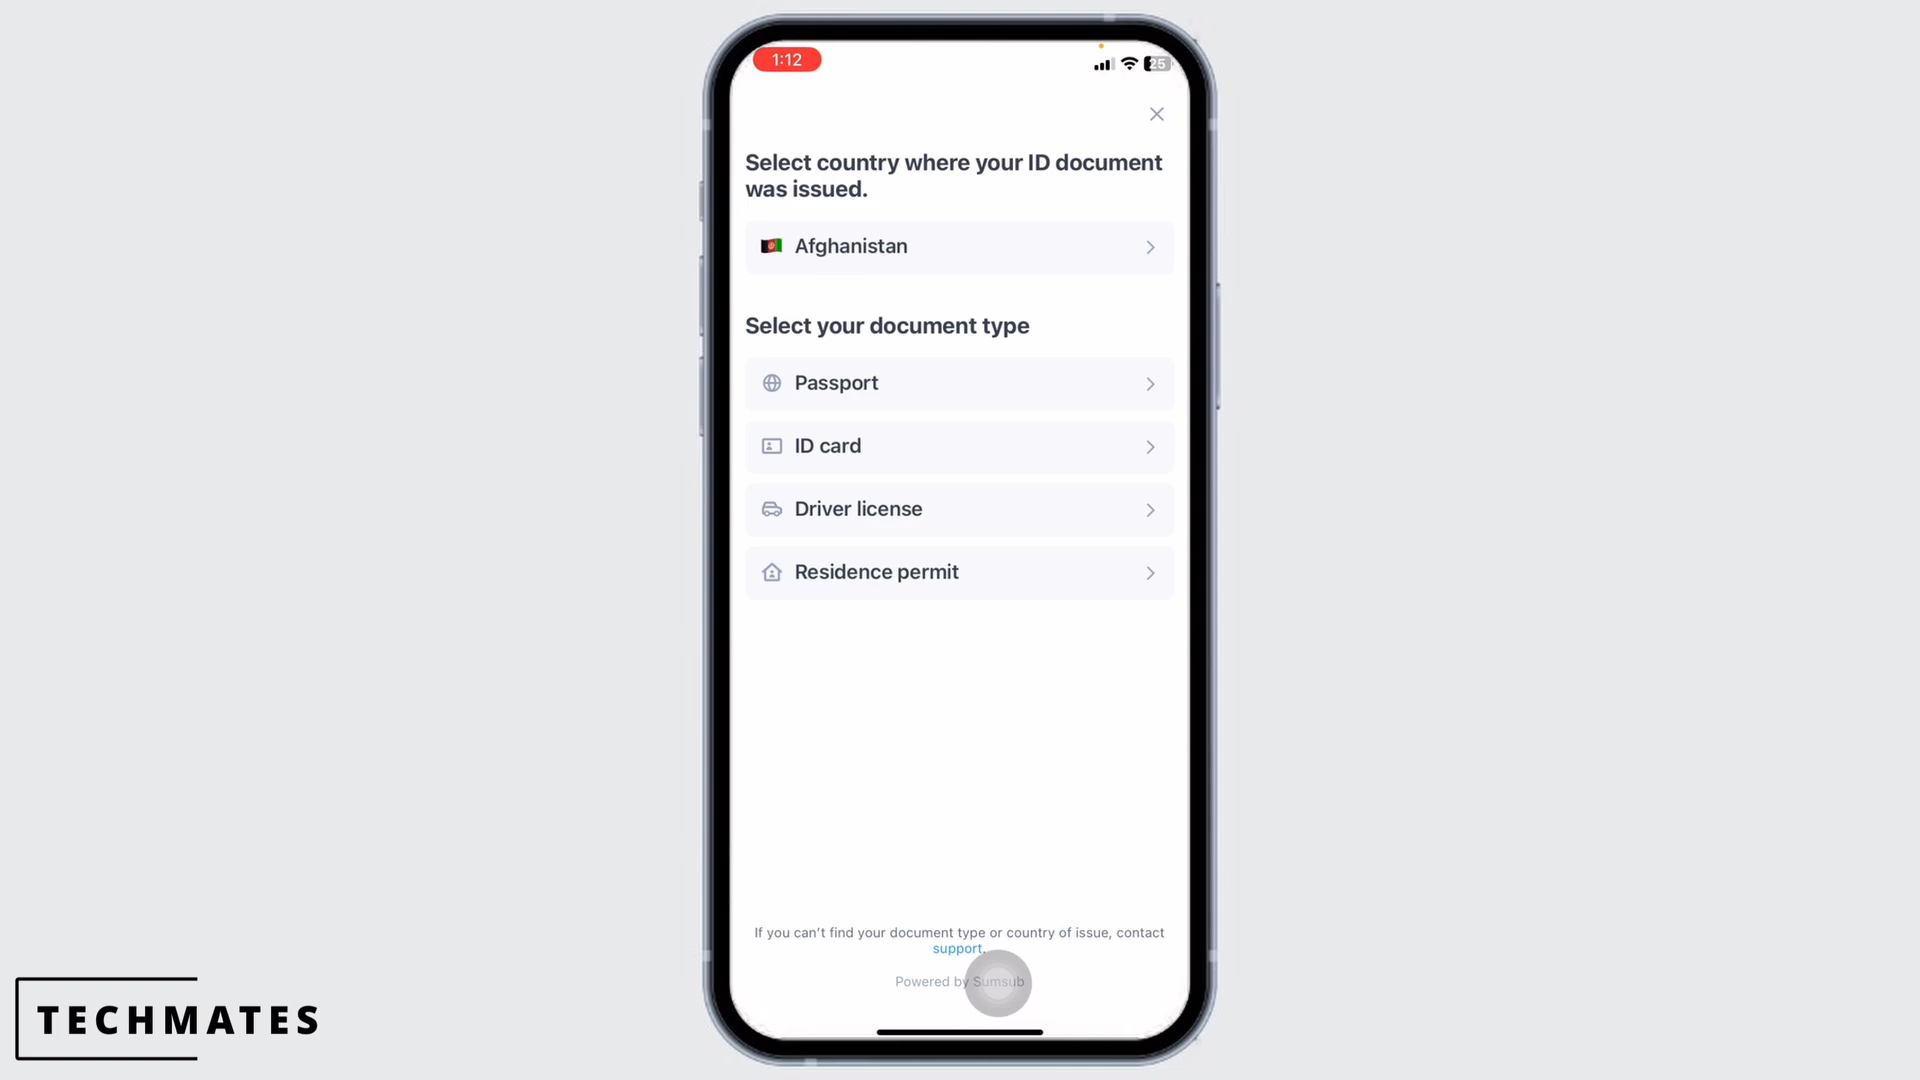 1:12
25
Select country where your ID document
was issued.
Afghanistan
Select your document type
Passport
ID card
Driver license
Residence permit
If you can’t find your document type or country of issue, contact
support.
Powered by Sumsub
TECHMATES